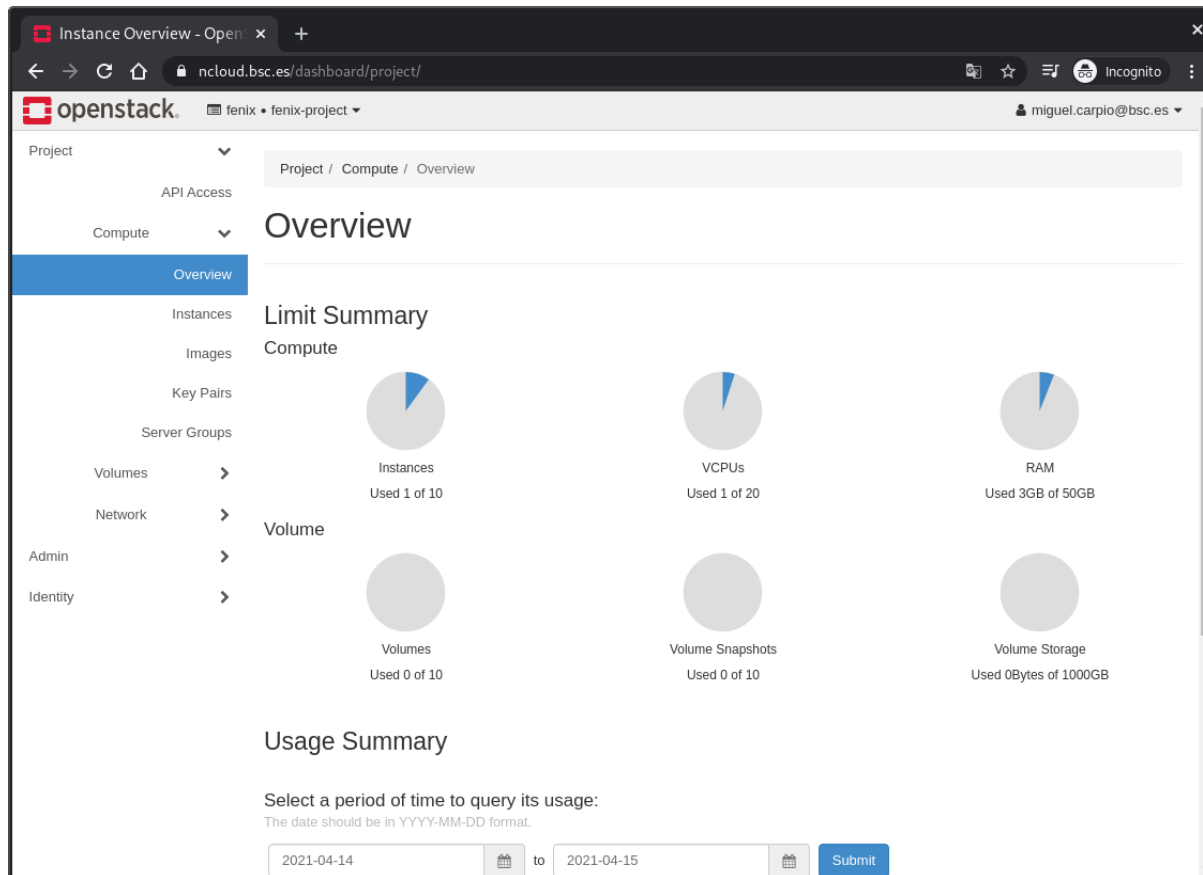 Instance Overview - Open
ncloud.bsc.es/dashboard/project/
Incognito
openstack.
fenix • fenix-project
miguel.carpio@bsc.es
Project
Project / Compute / Overview
API Access
Compute
Overview
Overview
Instances
Images
Key Pairs
Server Groups
Volumes
Network
Admin
Identity
Limit Summary
Compute
Instances
Used 1 of 10
VCPUs
Used 1 of 20
RAM
Used 3GB of 50GB
Volume
Volumes
Used 0 of 10
Volume Snapshots
Used 0 of 10
Volume Storage
Used 0Bytes of 1000GB
Usage Summary
Select a period of time to query its usage:
The date should be in YYYY-MM-DD format.
2021-04-14 to 2021-04-15 Submit